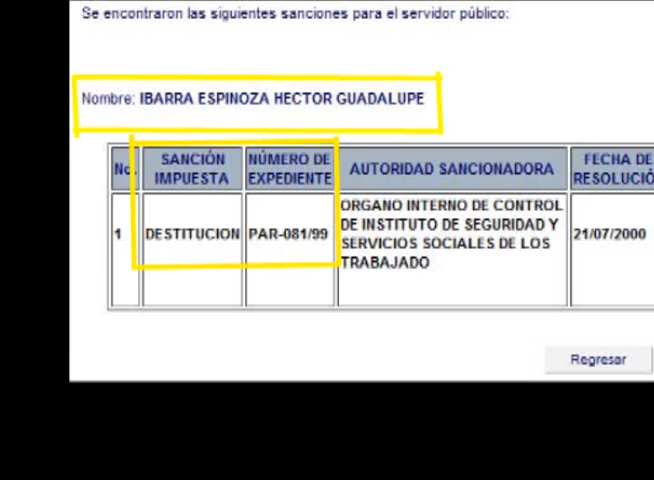 Se encontraron las siguientes sanciones para el servidor público:
Nombre: IBARRA ESPINOZA HECTOR GUADALUPE
No. SANCIÓN IMPUESTA NÚMERO DE EXPEDIENTE AUTORIDAD SANCIONADORA FECHA DE RESOLUCIÓ
1 DESTITUCION PAR-081/99 ORGANO INTERNO DE CONTROL DE INSTITUTO DE SEGURIDAD Y SERVICIOS SOCIALES DE LOS TRABAJADO 21/07/2000
Regresar